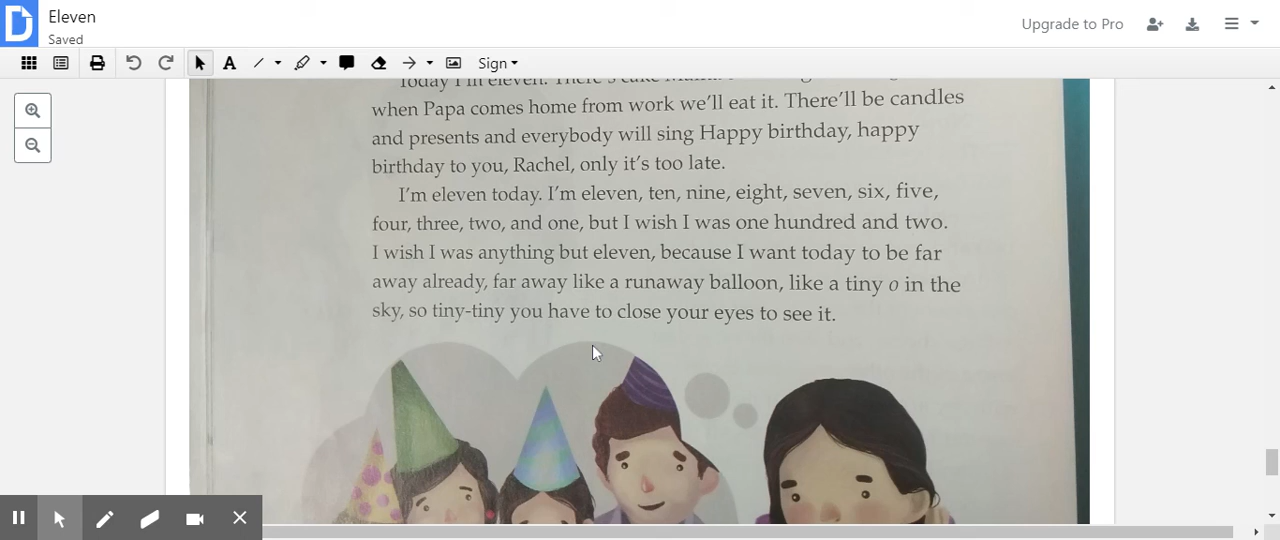 Eleven
Saved
Upgrade to Pro
A
Sign
Today I'm eleven. There's cake
when Papa comes home from work we'll eat it. There'll be candles
and presents and everybody will sing Happy birthday, happy
birthday to you, Rachel, only it's too late.
I'm eleven today. I'm eleven, ten, nine, eight, seven, six, five,
four, three, two, and one, but I wish I was one hundred and two.
I wish I was anything but eleven, because I want today to be far
away already, far away like a runaway balloon, like a tiny o in the
sky, so tiny-tiny you have to close your eyes to see it.